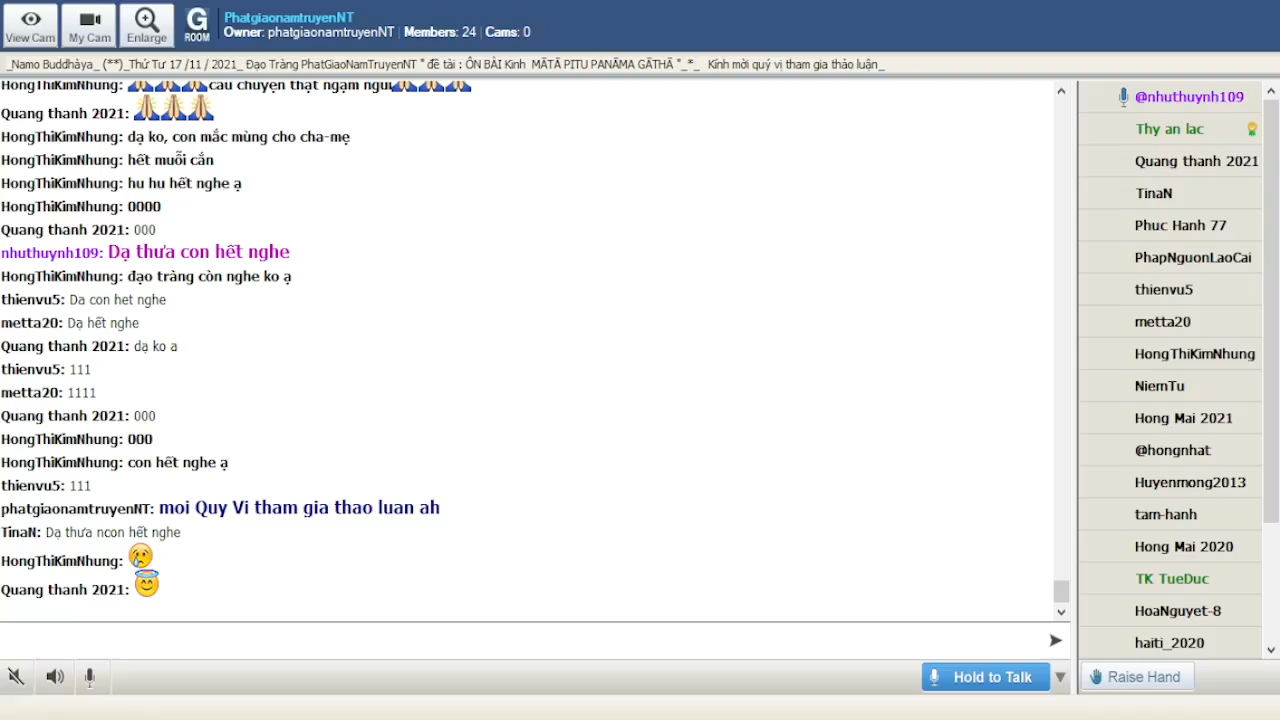 View Cam
My Cam
Enlarge
G ROOM
PhatgiaonamtruyenNT
Owner: phatgiaonamtruyenNT | Members: 24 | Cams: 0
_Namo Buddhàya_ (**)_Thứ Tư 17 /11 / 2021_ Đạo Tràng PhatGiaoNamTruyenNT " đề tài : ÔN BÀI Kinh MĀTĀ PITU PANĀMA GĀTHĀ "_*_ Kính mời quý vị tham gia thảo luận_
HongThiKimNhung: câu chuyện thật ngậm ngùi
Quang thanh 2021:
HongThiKimNhung: dạ ko, con mắc mùng cho cha-mẹ
HongThiKimNhung: hết muỗi cắn
HongThiKimNhung: hu hu hết nghe ạ
HongThiKimNhung: 0000
Quang thanh 2021: 000
nhuthuynh109: Dạ thưa con hết nghe
HongThiKimNhung: đạo tràng còn nghe ko ạ
thienvu5: Da con het nghe
metta20: Dạ hết nghe
Quang thanh 2021: dạ ko a
thienvu5: 111
metta20: 1111
Quang thanh 2021: 000
HongThiKimNhung: 000
HongThiKimNhung: con hết nghe ạ
thienvu5: 111
phatgiaonamtruyenNT: moi Quy Vi tham gia thao luan ah
TinaN: Dạ thưa ncon hết nghe
HongThiKimNhung:
Quang thanh 2021:
Hold to Talk
@nhuthuynh109
Thy an lac
Quang thanh 2021
TinaN
Phuc Hanh 77
PhapNguonLaoCai
thienvu5
metta20
HongThiKimNhung
NiemTu
Hong Mai 2021
@hongnhat
Huyenmong2013
tam-hanh
Hong Mai 2020
TK TueDuc
HoaNguyet-8
haiti_2020
Raise Hand